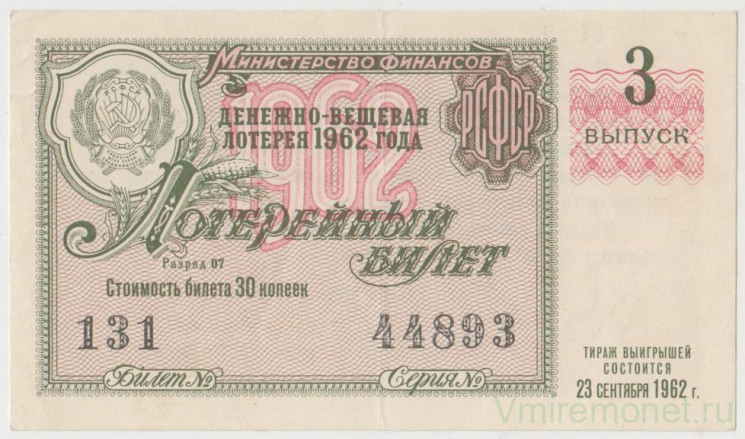 Министерство Финансов
РСФСР
ДЕНЕЖНО-ВЕЩЕВАЯ
ЛОТЕРЕЯ 1962 ГОДА
1962
Лотерейный
билет
Разряд 07
Стоимость билета 30 копеек
131 44893
Билет № Серия №
3
ВЫПУСК
ТИРАЖ ВЫИГРЫШЕЙ
СОСТОИТСЯ
23 СЕНТЯБРЯ 1962 г.
Vmiremonet.ru